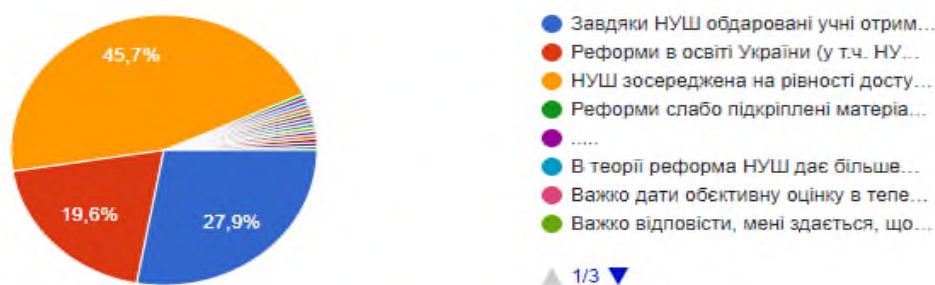 45,7%
19,6%
27,9%
Завдяки НУШ обдаровані учні отрим...
Реформи в освіті України (у т.ч. НУ...
НУШ зосереджена на рівності досту...
Реформи слабо підкріплені матеріа...
.....
В теорії реформа НУШ дає більше...
Важко дати обєктивну оцінку в тепе...
Важко відповісти, мені здається, що...
1/3